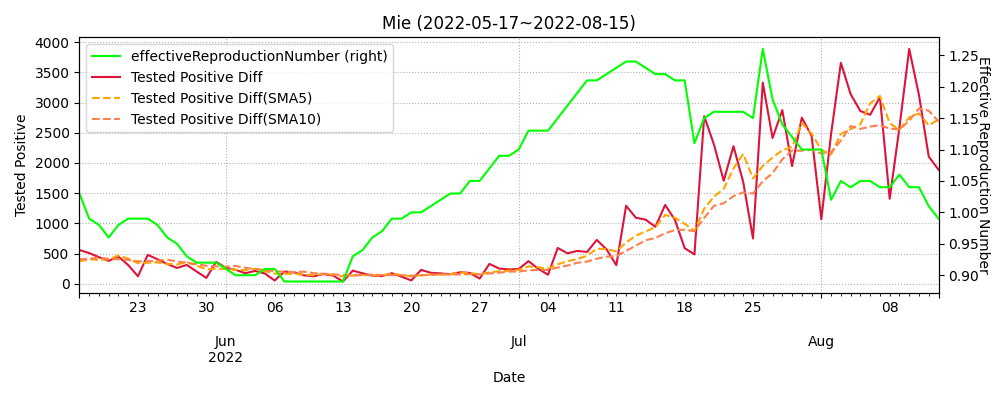 Mie (2022-05-17~2022-08-15)
effectiveReproductionNumber (right)
Tested Positive Diff
Tested Positive Diff(SMA5)
Tested Positive Diff(SMA10)
Tested Positive
4000
3500
3000
2500
2000
1500
1000
500
0
Effective Reproduction Number
1.25
1.20
1.15
1.10
1.05
1.00
0.95
0.90
23 30 06 13 20 27 04 11 18 25 08
Jun Jul Aug
2022
Date